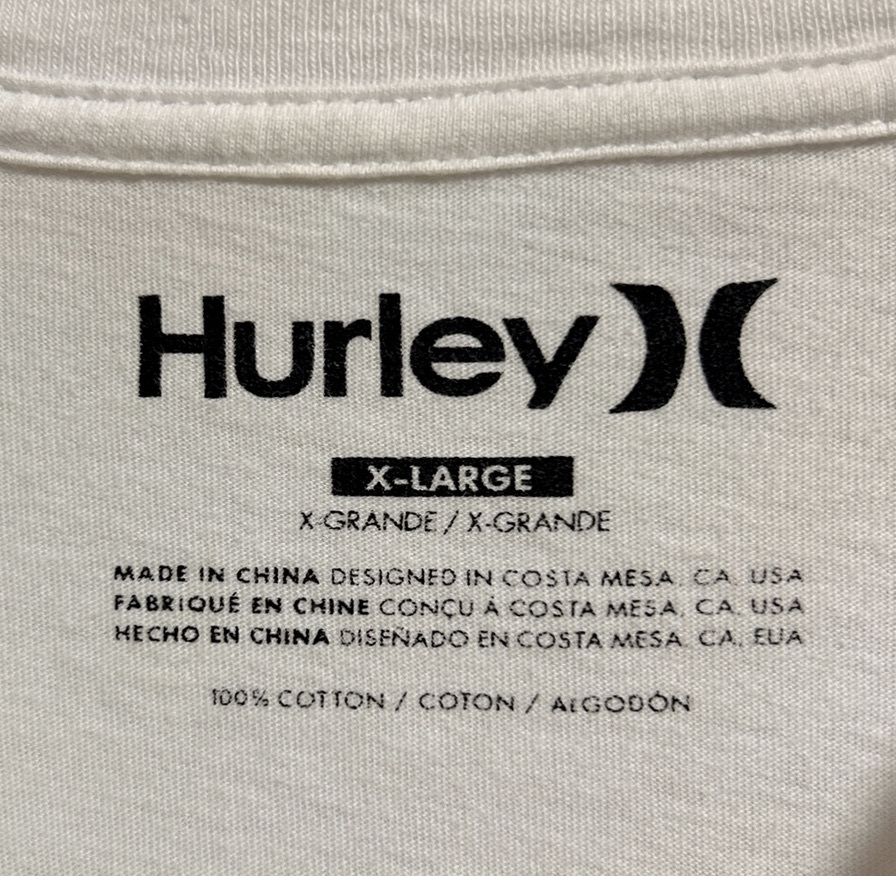 Hurley
X-LARGE
X-GRANDE / X-GRANDE
MADE IN CHINA DESIGNED IN COSTA MESA, CA, USA
FABRIQUÉ EN CHINE CONÇU À COSTA MESA, CA, USA
HECHO EN CHINA DISEÑADO EN COSTA MESA, CA, EUA
100% COTTON / COTON / ALGODÓN